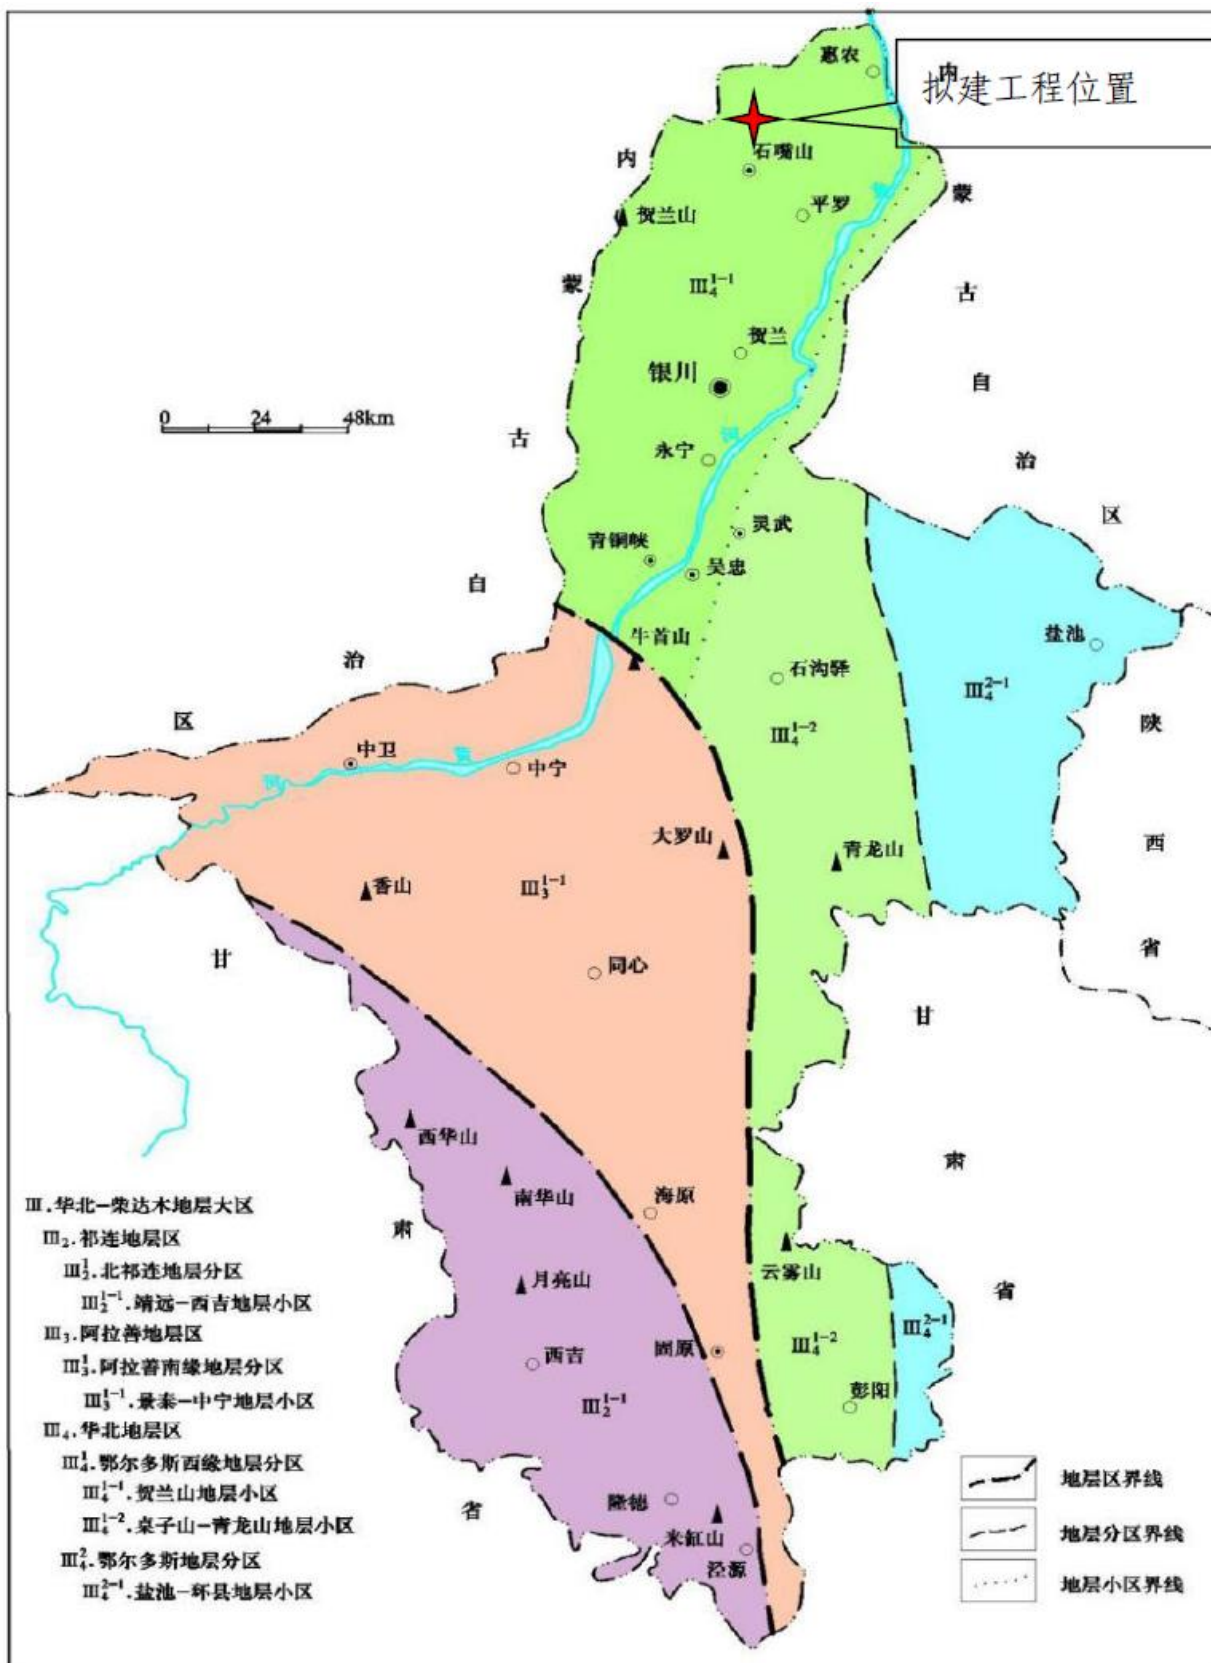 惠农
内
拟建工程位置
石嘴山
内
蒙
贺兰山
平罗
黄
古
蒙
III₄¹⁻¹
贺兰
银川
自
0 24 48km
古
河
永宁
治
区
灵武
青铜峡
吴忠
自
牛首山
盐池
治
石沟驿
III₄²⁻¹
区
III₄¹⁻²
陕
中卫
黄
河
中宁
大罗山
青龙山
西
香山
III₃¹⁻¹
省
甘
同心
甘
西华山
肃
南华山
海原
肃
云雾山
月亮山
省
III₄¹⁻²
III₄²⁻¹
固原
西吉
III₂¹⁻¹
彭阳
省
隆德
米缸山
泾源
III.华北-柴达木地层大区
III₂.祁连地层区
III₂¹.北祁连地层分区
III₂¹⁻¹.靖远-西吉地层小区
III₃.阿拉善地层区
III₃¹.阿拉善南缘地层分区
III₃¹⁻¹.景泰-中宁地层小区
III₄.华北地层区
III₄¹.鄂尔多斯西缘地层分区
III₄¹⁻¹.贺兰山地层小区
III₄¹⁻².桌子山-青龙山地层小区
III₄².鄂尔多斯地层分区
III₄²⁻¹.盐池-环县地层小区
地层区界线
地层分区界线
地层小区界线